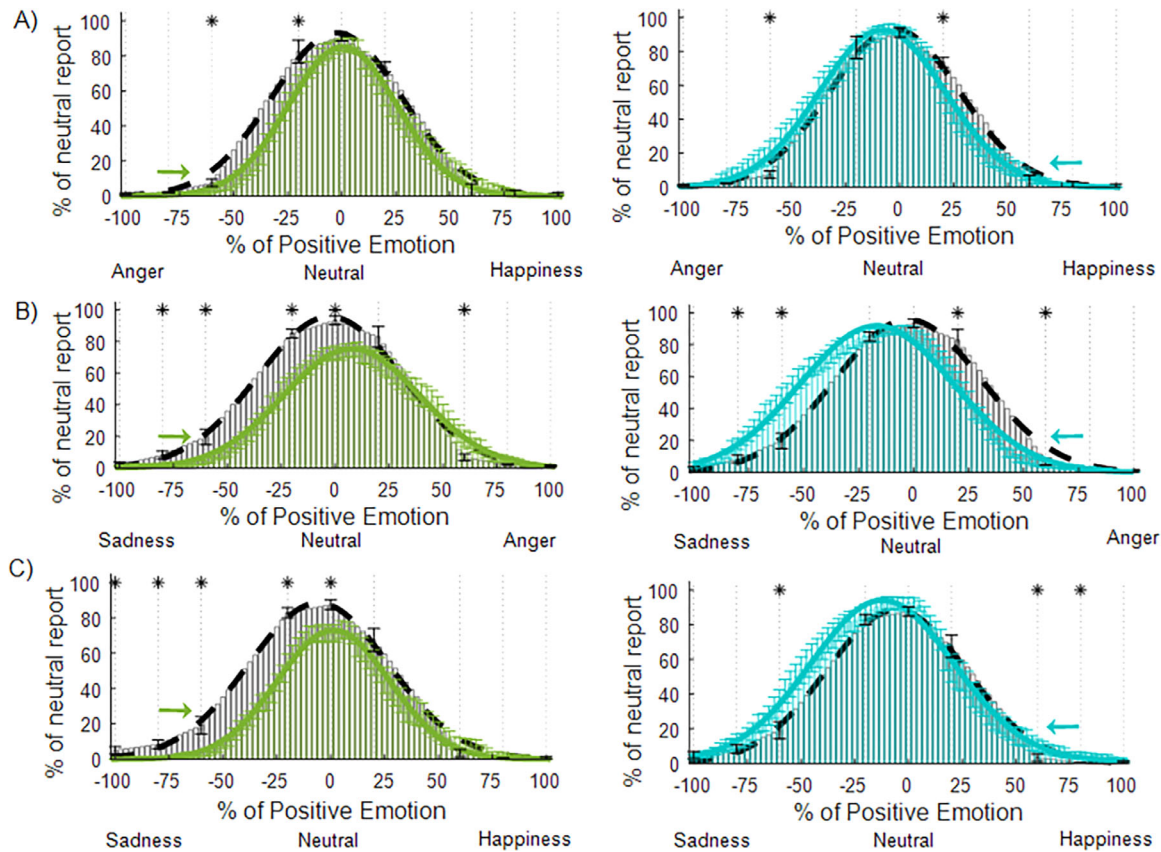 A)
% of neutral report
100
80
60
40
20
0
* *
-100 -75 -50 -25 0 25 50 75 100
% of Positive Emotion
Anger Neutral Happiness
% of neutral report
100
80
60
40
20
0
* *
-100 -75 -50 -25 0 25 50 75 100
% of Positive Emotion
Anger Neutral Happiness
B)
% of neutral report
100
80
60
40
20
0
* * * * *
-100 -75 -50 -25 0 25 50 75 100
% of Positive Emotion
Sadness Neutral Anger
% of neutral report
100
80
60
40
20
0
* * * *
-100 -75 -50 -25 0 25 50 75 100
% of Positive Emotion
Sadness Neutral Anger
C)
% of neutral report
100
80
60
40
20
0
* * * * *
-100 -75 -50 -25 0 25 50 75 100
% of Positive Emotion
Sadness Neutral Happiness
% of neutral report
100
80
60
40
20
0
* * *
-100 -75 -50 -25 0 25 50 75 100
% of Positive Emotion
Sadness Neutral Happiness